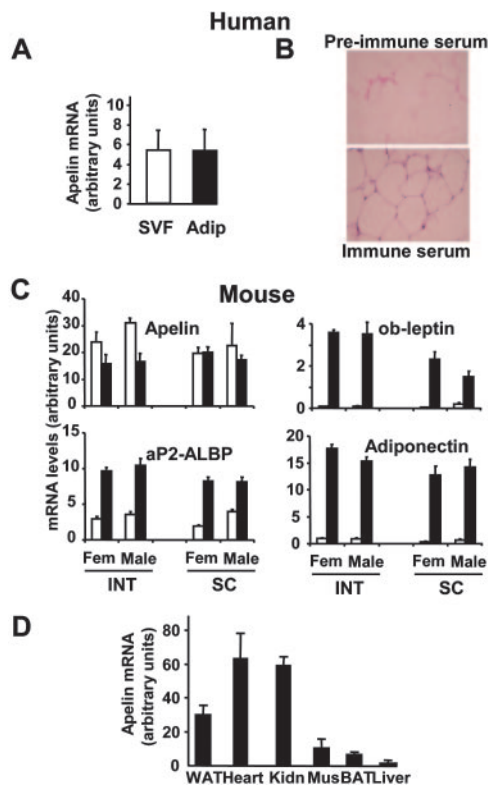 Human
A
B
Pre-immune serum
Apelin mRNA
(arbitrary units)
10
8
6
4
2
0
SVF Adip
Immune serum
C
Mouse
mRNA levels (arbitrary units)
40
30
20
10
0
Apelin
4
2
0
ob-leptin
15
10
5
0
aP2-ALBP
20
15
10
5
0
Adiponectin
Fem Male Fem Male
INT SC
Fem Male Fem Male
INT SC
D
Apelin mRNA
(arbitrary units)
80
60
40
20
0
WAT Heart Kidn Mus BAT Liver